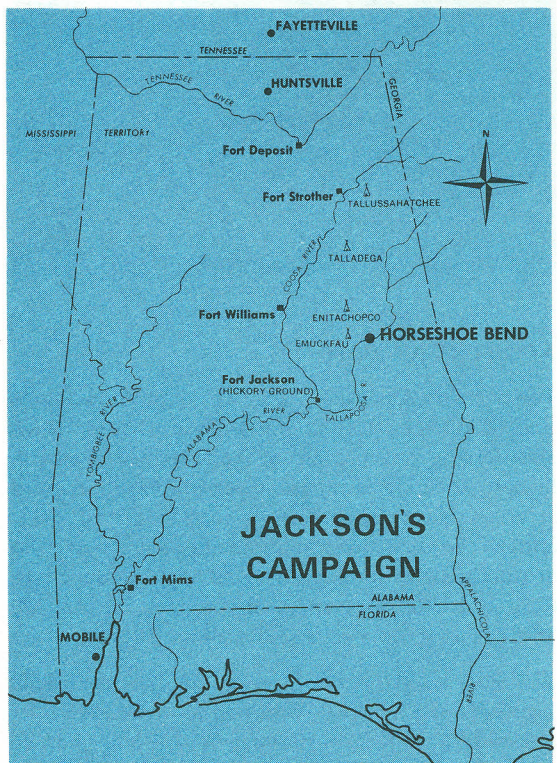 FAYETTEVILLE
TENNESSEE
TENNESSEE RIVER
HUNTSVILLE
GEORGIA
MISSISSIPPI TERRITORY
Fort Deposit
N
Fort Strother
TALLUSSAHATCHEE
COOSA RIVER
TALLADEGA
Fort Williams
ENITACHOPCO
EMUCKFAU
HORSESHOE BEND
Fort Jackson
(HICKORY GROUND)
TALLAPOOSA R.
ALABAMA RIVER
TOMBIGBEE RIVER
JACKSON'S
CAMPAIGN
Fort Mims
ALABAMA
FLORIDA
APPALACHICOLA RIVER
MOBILE